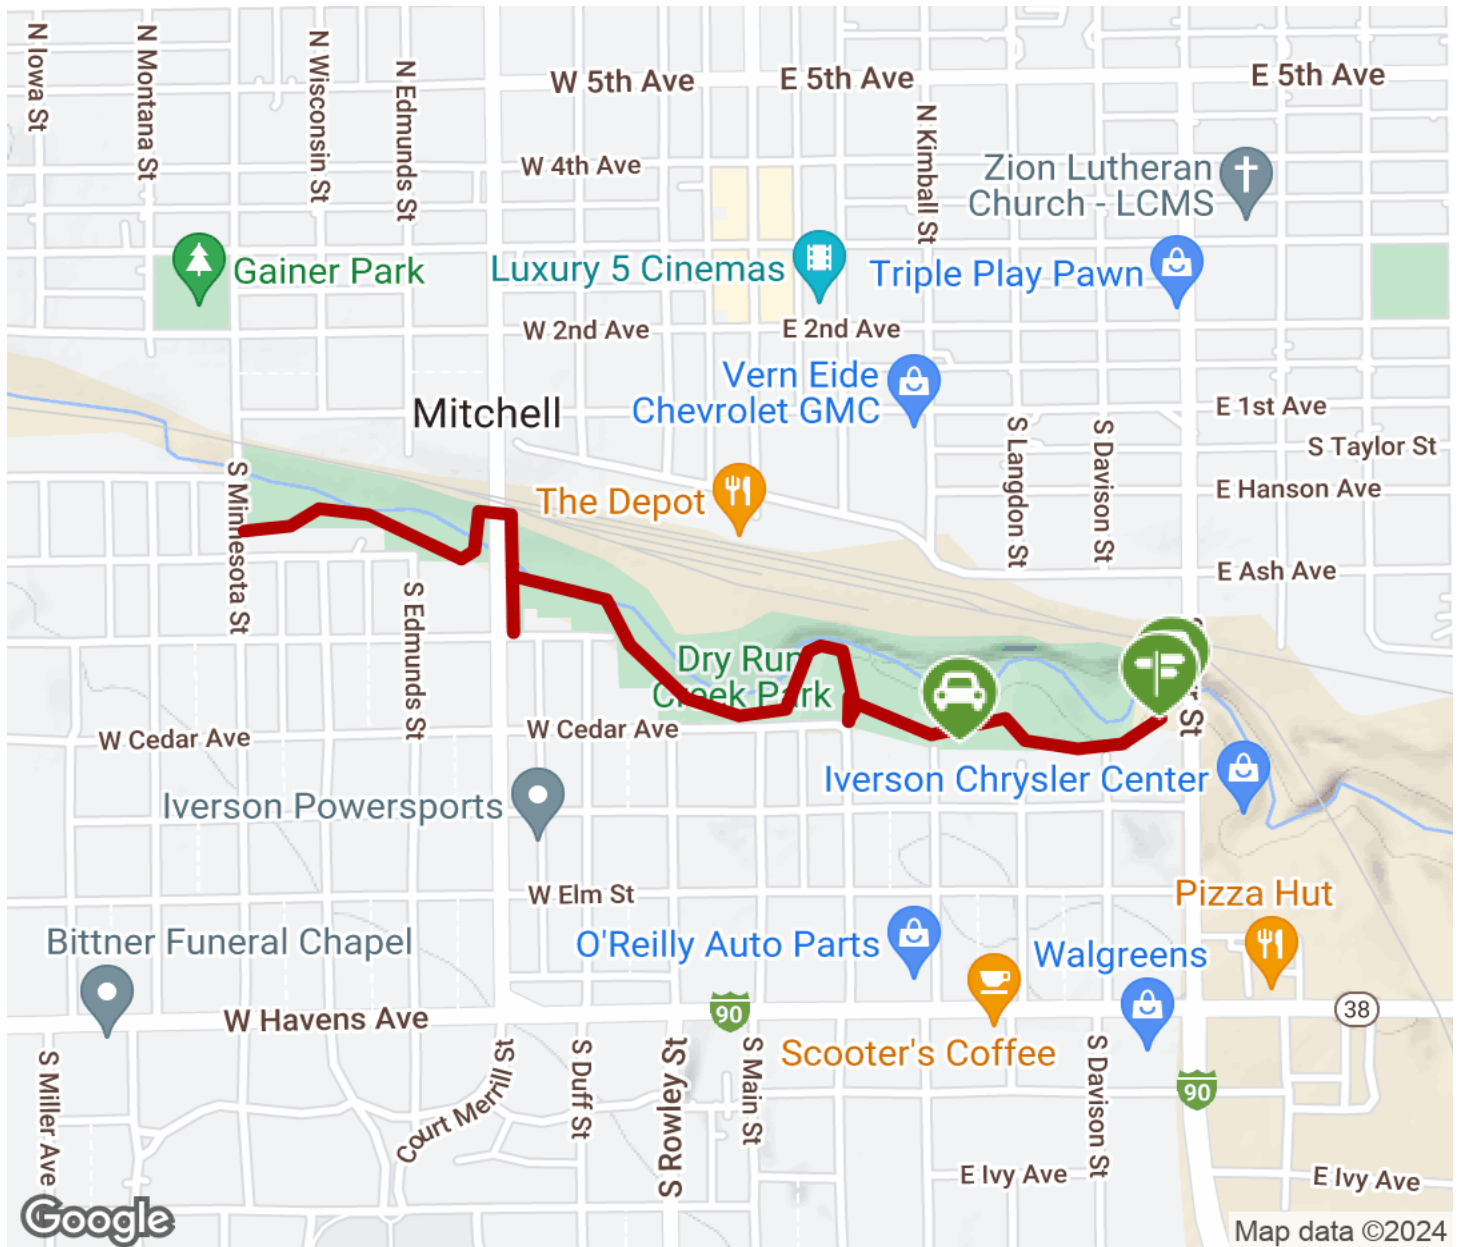 N Iowa St
N Montana St
N Wisconsin St
N Edmunds St
W 5th Ave
E 5th Ave
E 5th Ave
W 4th Ave
N Kimball St
Zion Lutheran
Church - LCMS
Gainer Park
Luxury 5 Cinemas
Triple Play Pawn
W 2nd Ave
E 2nd Ave
Vern Eide
Chevrolet GMC
Mitchell
E 1st Ave
S Taylor St
S Langdon St
S Davison St
S Minnesota St
The Depot
E Hanson Ave
E Ash Ave
S Edmunds St
Dry Run
Creek Park
St
W Cedar Ave
W Cedar Ave
Iverson Chrysler Center
Iverson Powersports
W Elm St
Pizza Hut
Bittner Funeral Chapel
O'Reilly Auto Parts
Walgreens
W Havens Ave
90
38
Scooter's Coffee
S Miller Ave
Court Merrill St
S Duff St
S Rowley St
S Main St
S Davison St
90
E Ivy Ave
E Ivy Ave
Google
Map data ©2024